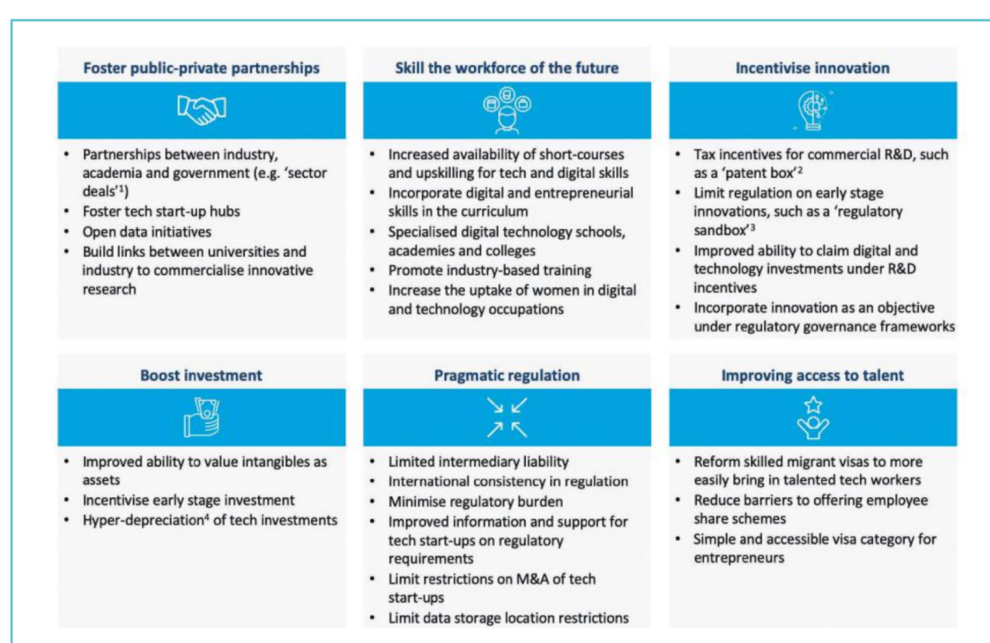 Foster public-private partnerships
• Partnerships between industry,
academia and government (e.g. ‘sector
deals’¹)
• Foster tech start-up hubs
• Open data initiatives
• Build links between universities and
industry to commercialise innovative
research
Skill the workforce of the future
• Increased availability of short-courses
and upskilling for tech and digital skills
• Incorporate digital and entrepreneurial
skills in the curriculum
• Specialised digital technology schools,
academies and colleges
• Promote industry-based training
• Increase the uptake of women in digital
and technology occupations
Incentivise innovation
• Tax incentives for commercial R&D, such
as a ‘patent box’²
• Limit regulation on early stage
innovations, such as a ‘regulatory
sandbox’³
• Improved ability to claim digital and
technology investments under R&D
incentives
• Incorporate innovation as an objective
under regulatory governance frameworks
Boost investment
• Improved ability to value intangibles as
assets
• Incentivise early stage investment
• Hyper-depreciation⁴ of tech investments
Pragmatic regulation
• Limited intermediary liability
• International consistency in regulation
• Minimise regulatory burden
• Improved information and support for
tech start-ups on regulatory
requirements
• Limit restrictions on M&A of tech
start-ups
• Limit data storage location restrictions
Improving access to talent
• Reform skilled migrant visas to more
easily bring in talented tech workers
• Reduce barriers to offering employee
share schemes
• Simple and accessible visa category for
entrepreneurs